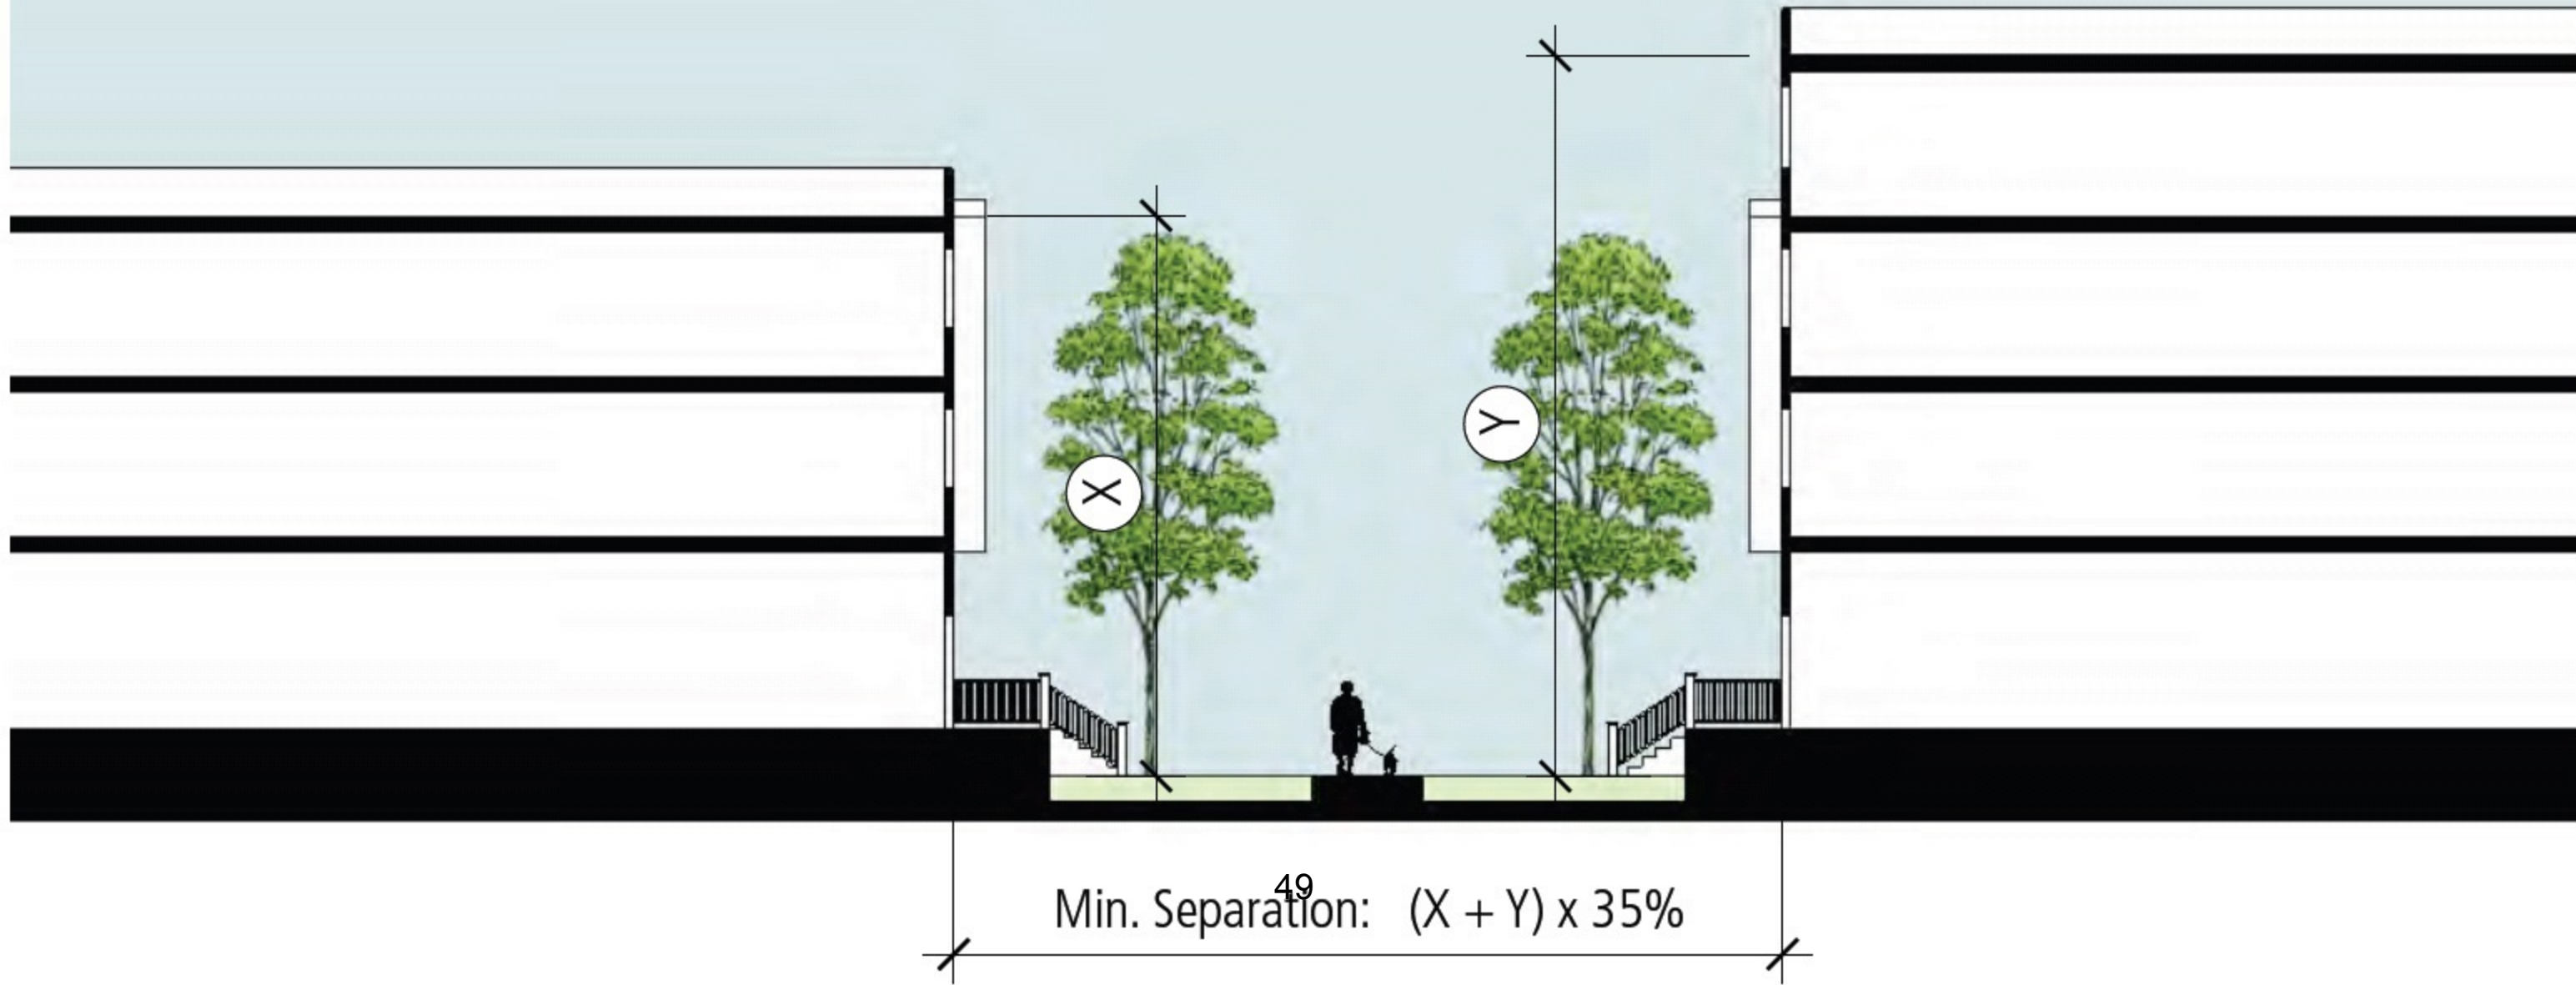 Y
X
49
Min. Separation: (X + Y) x 35%